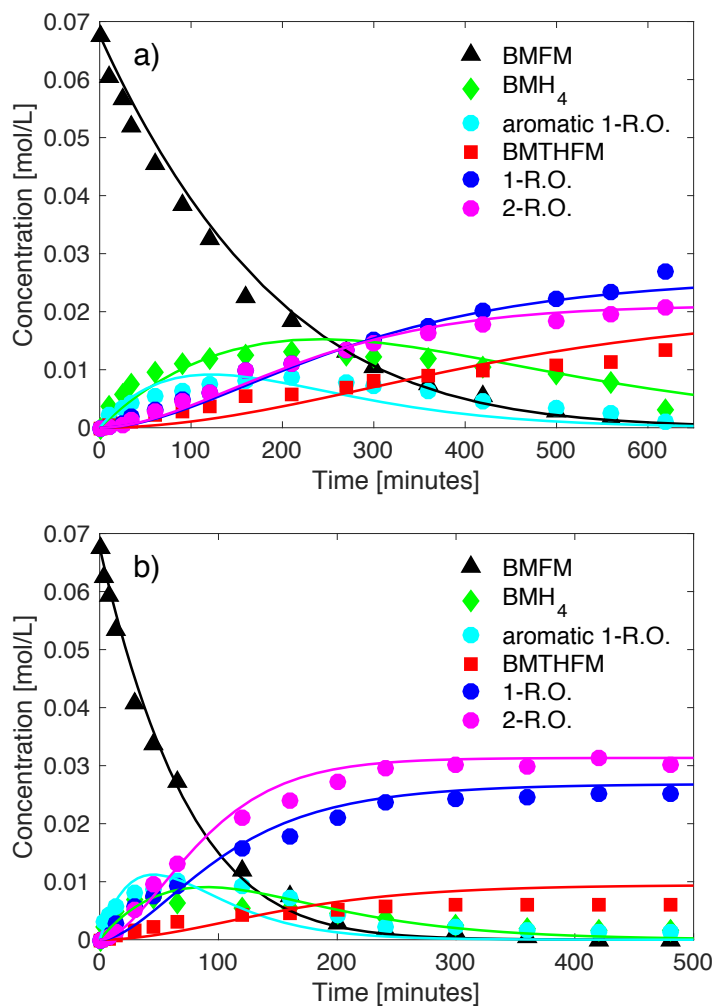 0.07
0.06
0.05
0.04
0.03
0.02
0.01
0
Concentration [mol/L]
a)
BMFM
BMH4
aromatic 1-R.O.
BMTHFM
1-R.O.
2-R.O.
0 100 200 300 400 500 600
Time [minutes]
0.07
0.06
0.05
0.04
0.03
0.02
0.01
0
Concentration [mol/L]
b)
BMFM
BMH4
aromatic 1-R.O.
BMTHFM
1-R.O.
2-R.O.
0 100 200 300 400 500
Time [minutes]